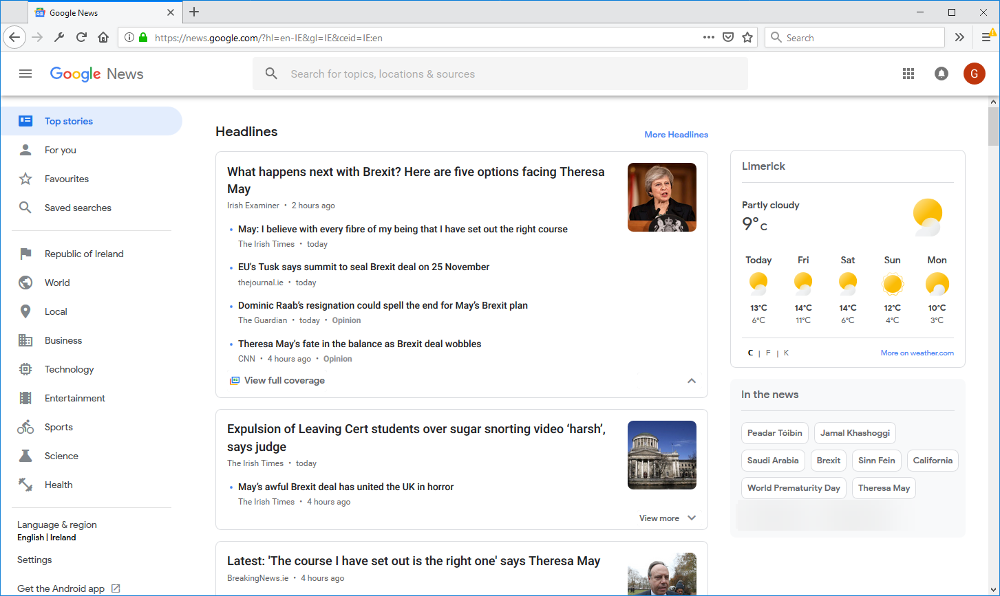 Google News
https://news.google.com/?hl=en-IE&gl=IE&ceid=IE:en
Search
Google News
Search for topics, locations & sources
G
Top stories
For you
Favourites
Saved searches
Republic of Ireland
World
Local
Business
Technology
Entertainment
Sports
Science
Health
Language & region
English | Ireland
Settings
Get the Android app
Headlines
More Headlines
What happens next with Brexit? Here are five options facing Theresa
May
Irish Examiner • 2 hours ago
May: I believe with every fibre of my being that I have set out the right course
The Irish Times • today
EU's Tusk says summit to seal Brexit deal on 25 November
thejournal.ie • today
Dominic Raab’s resignation could spell the end for May’s Brexit plan
The Guardian • today • Opinion
Theresa May's fate in the balance as Brexit deal wobbles
CNN • 4 hours ago • Opinion
View full coverage
Expulsion of Leaving Cert students over sugar snorting video ‘harsh’,
says judge
The Irish Times • today
May’s awful Brexit deal has united the UK in horror
The Irish Times • 4 hours ago
View more
Latest: 'The course I have set out is the right one' says Theresa May
BreakingNews.ie • 4 hours ago
Limerick
Partly cloudy
9°C
Today Fri Sat Sun Mon
13°C 14°C 14°C 12°C 10°C
6°C 11°C 6°C 4°C 3°C
C | F | K
More on weather.com
In the news
Peadar Tóibín Jamal Khashoggi
Saudi Arabia Brexit Sinn Féin California
World Prematurity Day Theresa May